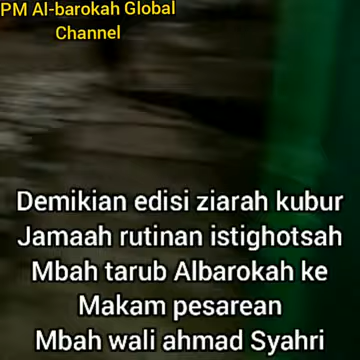 PM Al-barokah Global
Channel
Demikian edisi ziarah kubur
Jamaah rutinan istighotsah
Mbah tarub Albarokah ke
Makam pesarean
Mbah wali ahmad Syahri